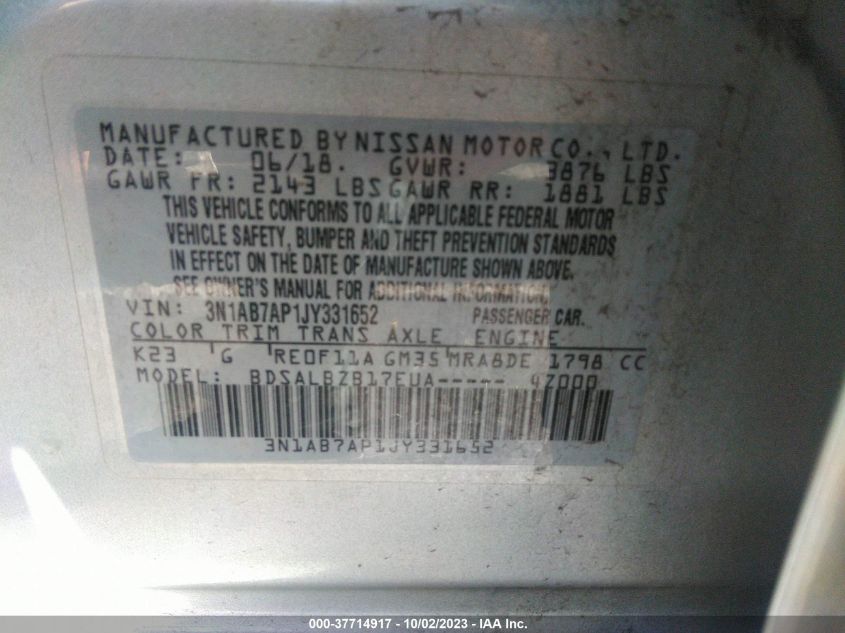 MANUFACTURED BY NISSAN MOTOR CO., LTD.
DATE: 06/18. GVWR: 3876 LBS
GAWR FR: 2143 LBS GAWR RR: 1881 LBS
THIS VEHICLE CONFORMS TO ALL APPLICABLE FEDERAL MOTOR
VEHICLE SAFETY, BUMPER AND THEFT PREVENTION STANDARDS
IN EFFECT ON THE DATE OF MANUFACTURE SHOWN ABOVE.
SEE OWNER'S MANUAL FOR ADDITIONAL INFORMATION.
VIN: 3N1AB7AP1JY331652 PASSENGER CAR.
COLOR TRIM TRANS AXLE ENGINE
K23 G RE0F11A GM35 MRA8DE 1798 CC
MODEL: BDSALBZB17EUA----- 4Z000
3N1AB7AP1JY331652
000-37714917 - 10/02/2023 - IAA Inc.